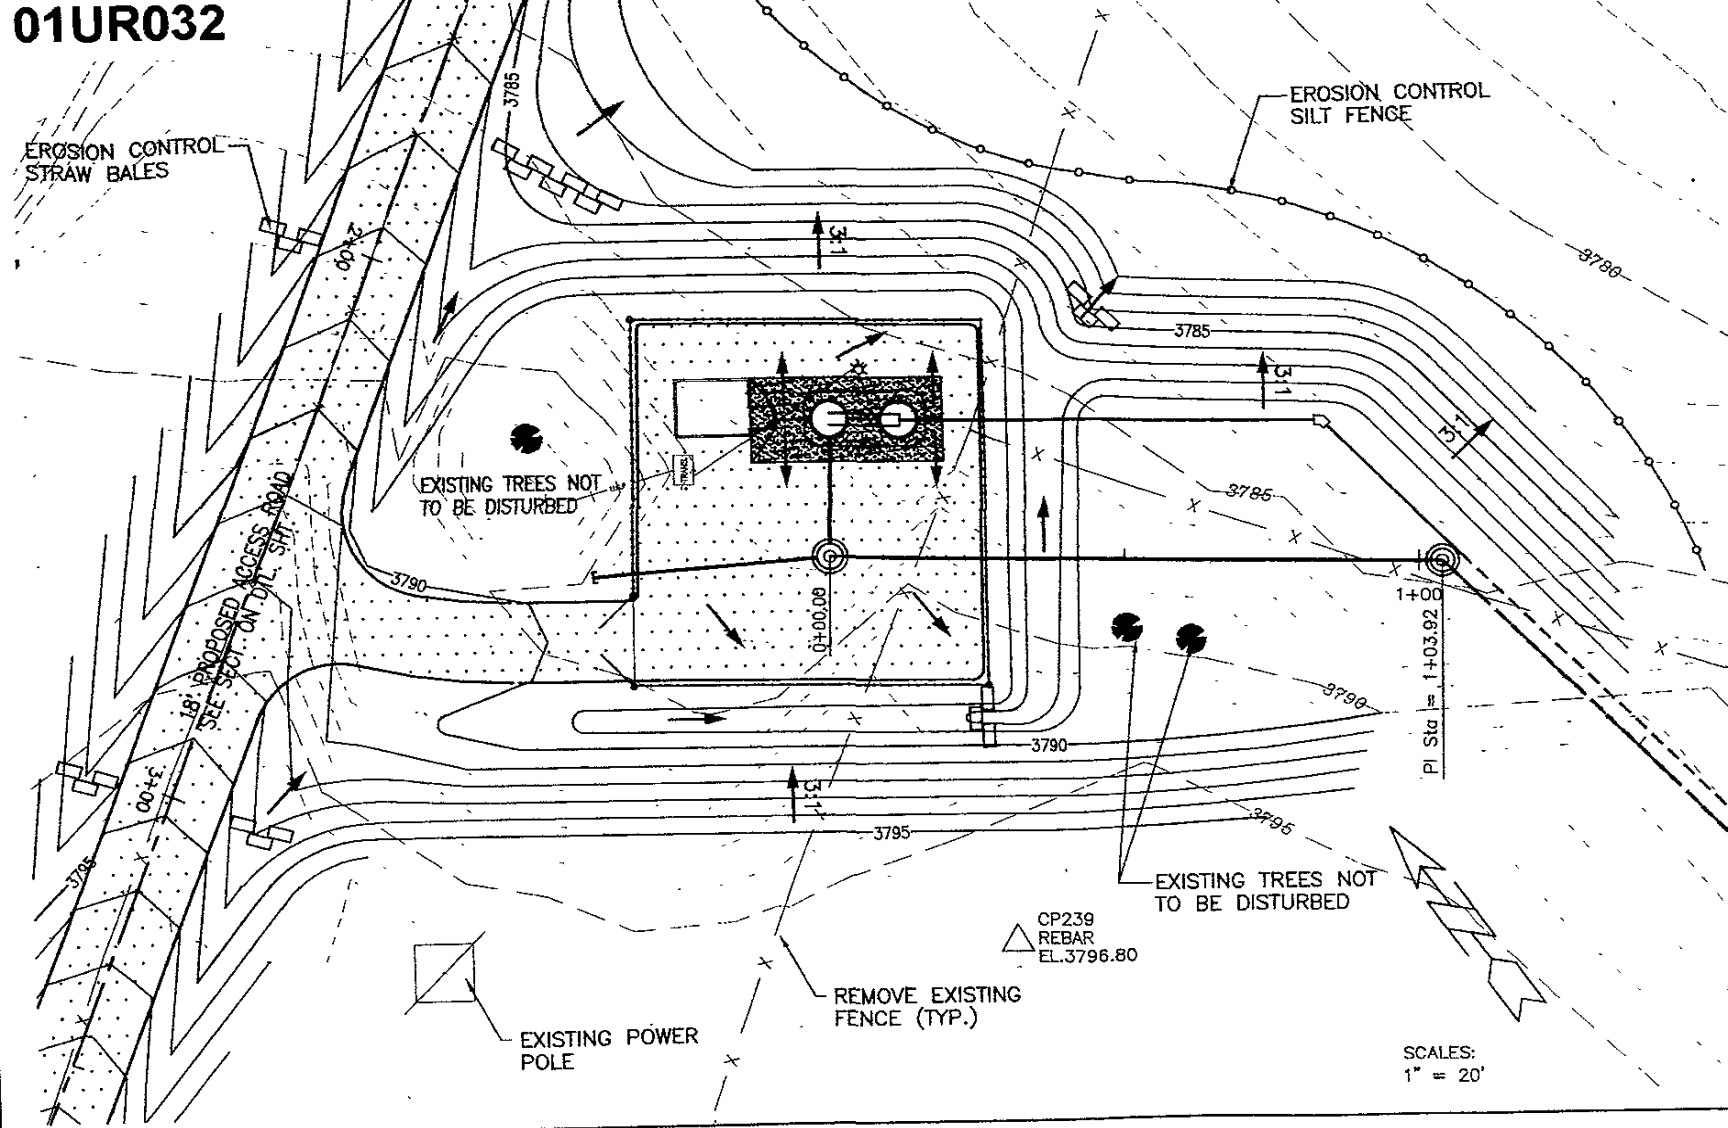 01UR032
3785
EROSION CONTROL
SILT FENCE
EROSION CONTROL
STRAW BALES
2+00
3:1
3780
3785
3:1
3:1
EXISTING TREES NOT
TO BE DISTURBED
TRANS.
3785
18' PROPOSED ACCESS ROAD
SEE SECT. ON DTL. SHT
3790
0+00.00
1+00
PI Sta = 1+03.92
3790
3790
3+00
3:1
3795
3795
3795
EXISTING TREES NOT
TO BE DISTURBED
CP239
REBAR
EL.3796.80
REMOVE EXISTING
FENCE (TYP.)
EXISTING POWER
POLE
SCALES:
1" = 20'